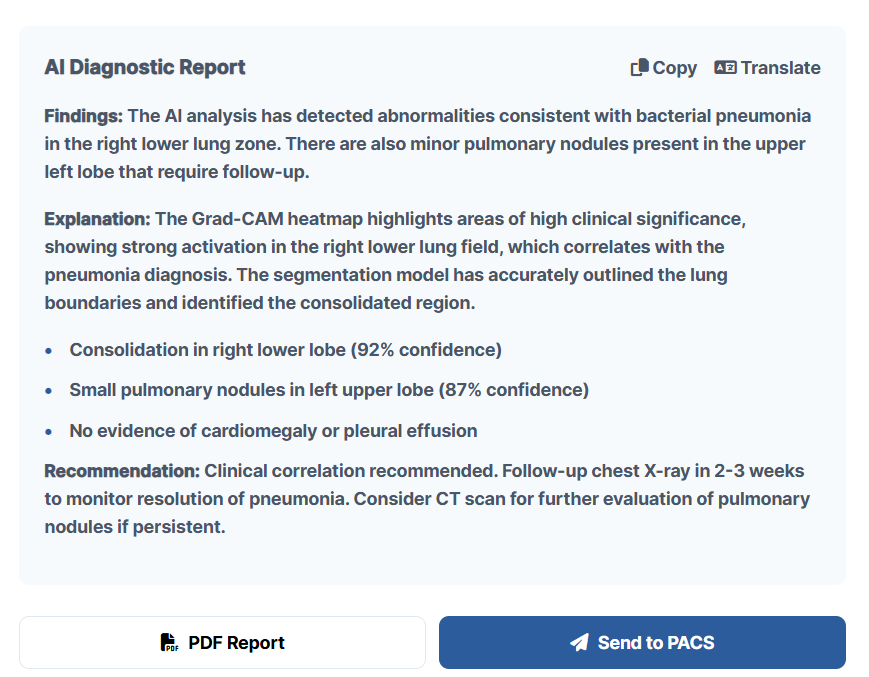 AI Diagnostic Report
Copy
Translate
Findings: The AI analysis has detected abnormalities consistent with bacterial pneumonia
in the right lower lung zone. There are also minor pulmonary nodules present in the upper
left lobe that require follow-up.
Explanation: The Grad-CAM heatmap highlights areas of high clinical significance,
showing strong activation in the right lower lung field, which correlates with the
pneumonia diagnosis. The segmentation model has accurately outlined the lung
boundaries and identified the consolidated region.
• Consolidation in right lower lobe (92% confidence)
• Small pulmonary nodules in left upper lobe (87% confidence)
• No evidence of cardiomegaly or pleural effusion
Recommendation: Clinical correlation recommended. Follow-up chest X-ray in 2-3 weeks
to monitor resolution of pneumonia. Consider CT scan for further evaluation of pulmonary
nodules if persistent.
PDF Report
Send to PACS